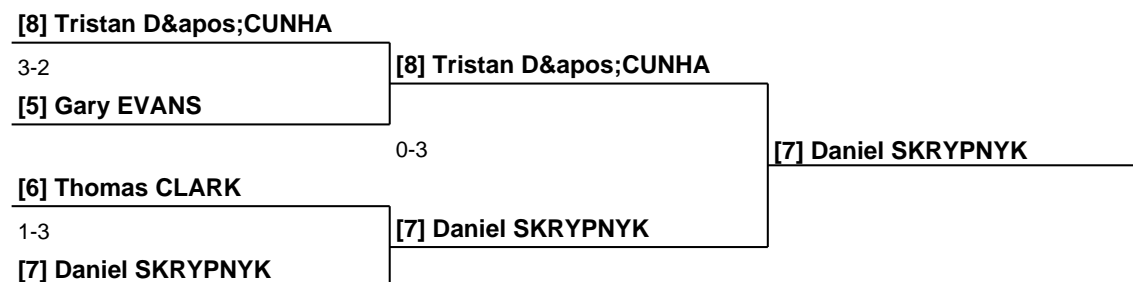 [8] Tristan D&apos;CUNHA
3-2
[8] Tristan D&apos;CUNHA
[5] Gary EVANS
0-3
[7] Daniel SKRYPNYK
[6] Thomas CLARK
1-3
[7] Daniel SKRYPNYK
[7] Daniel SKRYPNYK